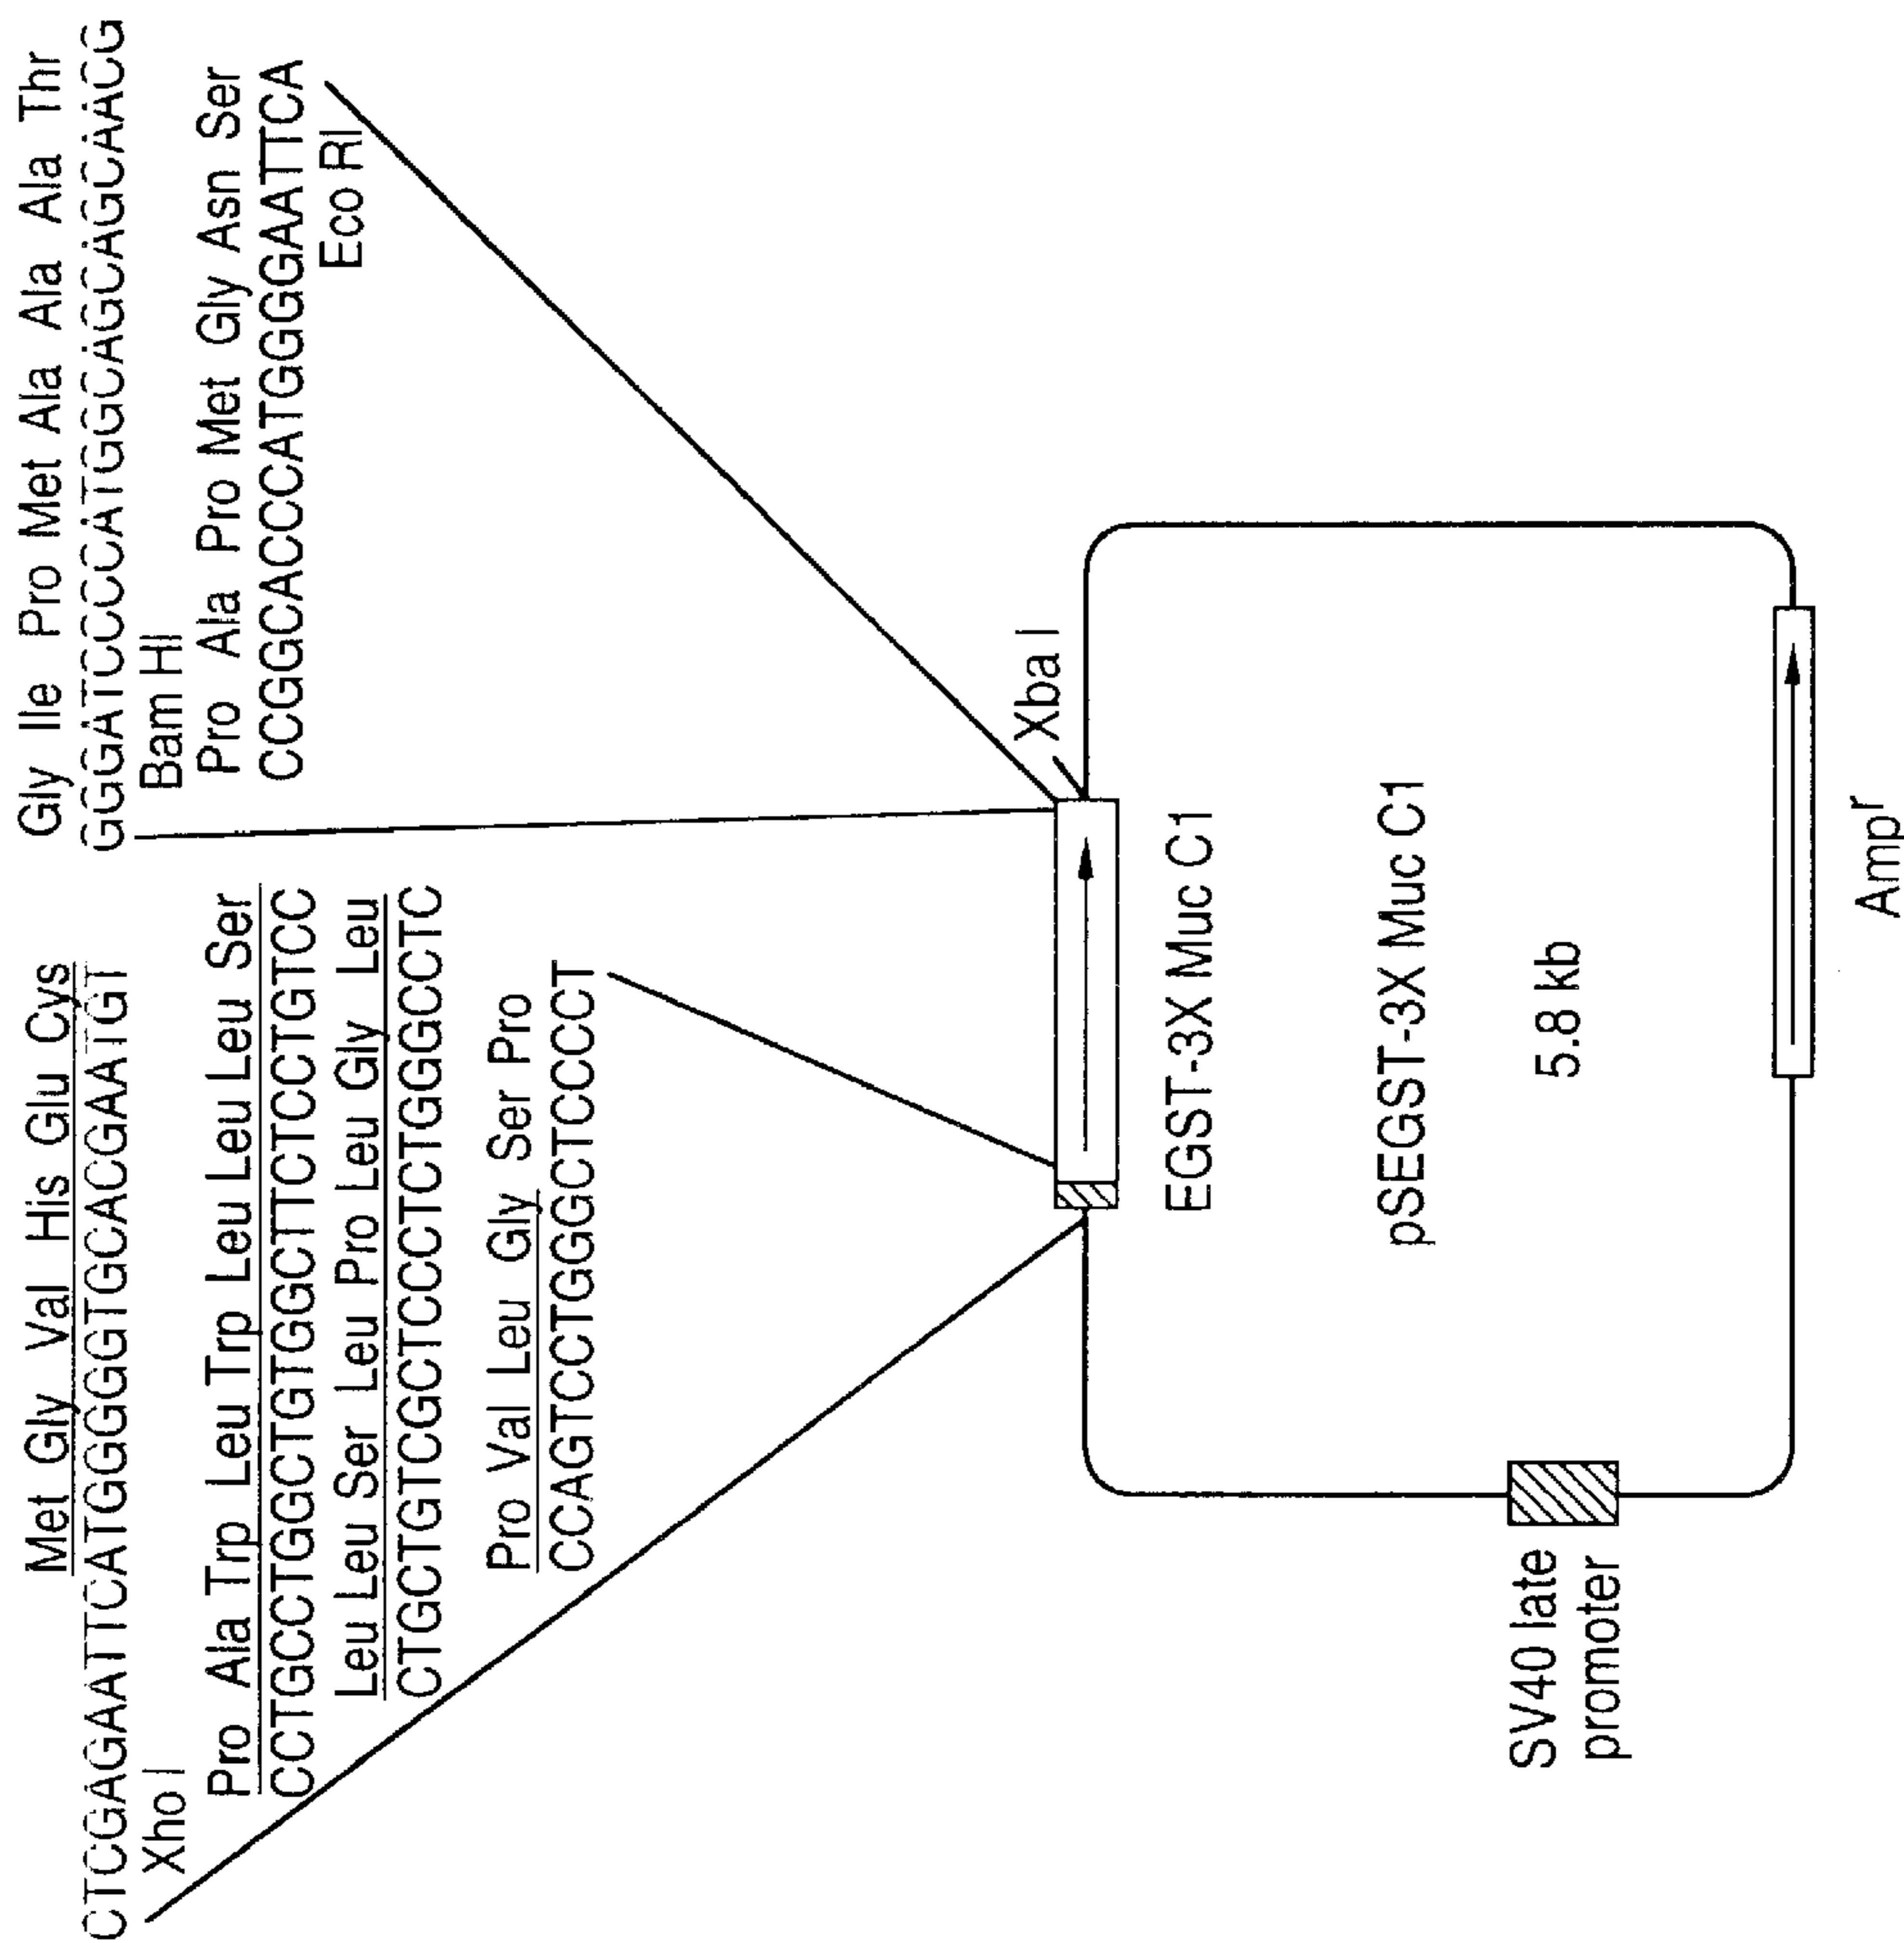 Met Gly Val His Glu Cys
CTCGAGAATTCATGGGGGTGCACGAATGT
Xho I
Pro Ala Trp Leu Trp Leu Leu Leu Ser
CCTGCCTGGCTGTGGCTTCTCCTGTCC
Leu Leu Ser Leu Pro Leu Gly Leu
CTGCTGTCGCTCCCTCTGGGCCTC
Pro Val Leu Gly Ser Pro
CCAGTCCTGGGCTCCCCT
Gly Ile Pro Met Ala Ala Ala Thr
GGGATCCCCATGGCAGCAGCAACG
Bam HI
Pro Ala Pro Met Gly Asn Ser
CCGGCACCCATGGGGAATTCA
Eco RI
Xba I
EGST-3X Muc C1
pSEGST-3X Muc C1
5.8 kb
SV40 late
promoter
Ampr